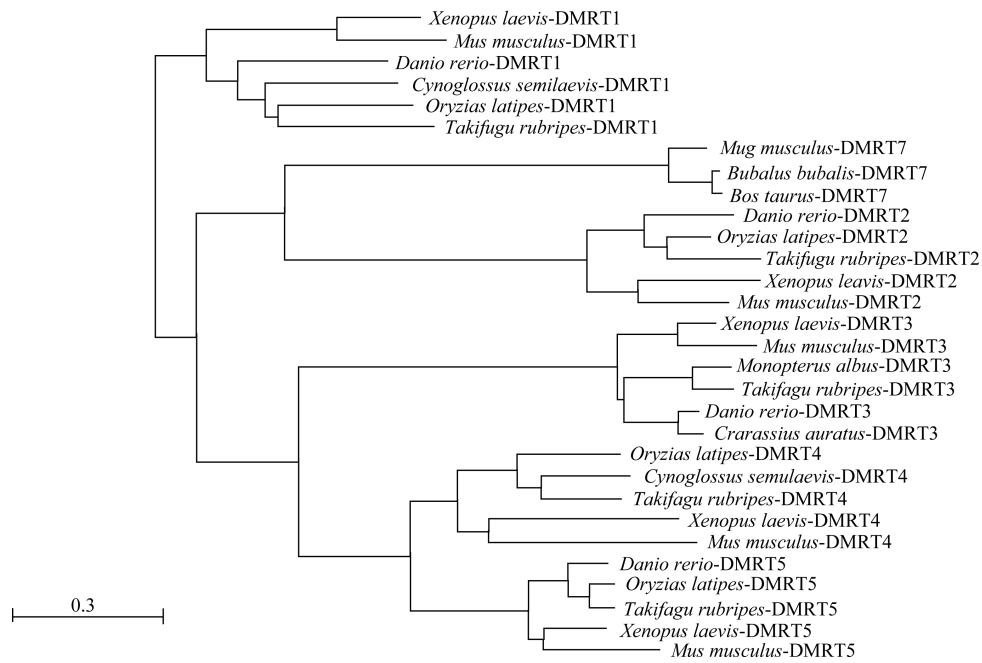 Xenopus laevis-DMRT1
Mus musculus-DMRT1
Danio rerio-DMRT1
Cynoglossus semilaevis-DMRT1
Oryzias latipes-DMRT1
Takifugu rubripes-DMRT1
Mug musculus-DMRT7
Bubalus bubalis-DMRT7
Bos taurus-DMRT7
Danio rerio-DMRT2
Oryzias latipes-DMRT2
Takifugu rubripes-DMRT2
Xenopus leavis-DMRT2
Mus musculus-DMRT2
Xenopus laevis-DMRT3
Mus musculus-DMRT3
Monopterus albus-DMRT3
Takifagu rubripes-DMRT3
Danio rerio-DMRT3
Crarassius auratus-DMRT3
Oryzias latipes-DMRT4
Cynoglossus semulaevis-DMRT4
Takifagu rubripes-DMRT4
Xenopus laevis-DMRT4
Mus musculus-DMRT4
Danio rerio-DMRT5
Oryzias latipes-DMRT5
Takifagu rubripes-DMRT5
Xenopus laevis-DMRT5
Mus musculus-DMRT5
0.3